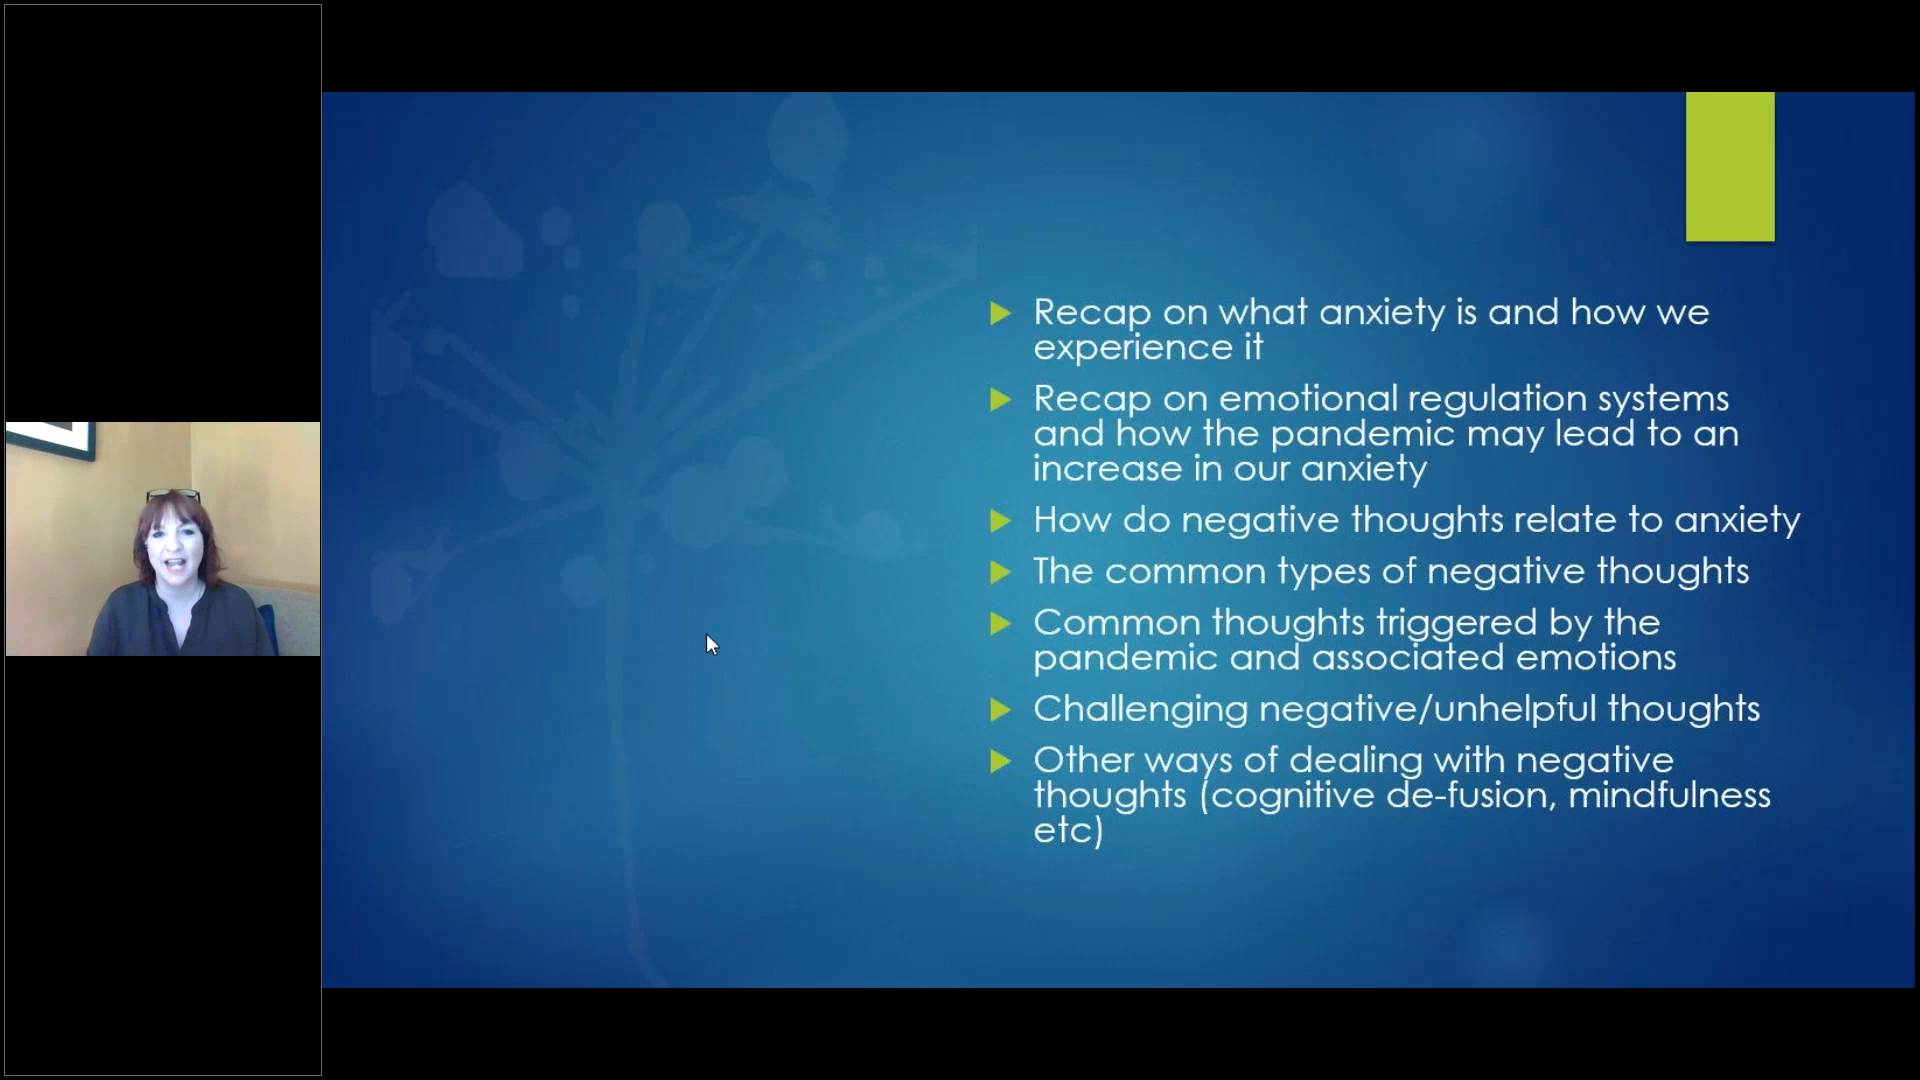 Recap on what anxiety is and how we
experience it
Recap on emotional regulation systems
and how the pandemic may lead to an
increase in our anxiety
How do negative thoughts relate to anxiety
The common types of negative thoughts
Common thoughts triggered by the
pandemic and associated emotions
Challenging negative/unhelpful thoughts
Other ways of dealing with negative
thoughts (cognitive de-fusion, mindfulness
etc)